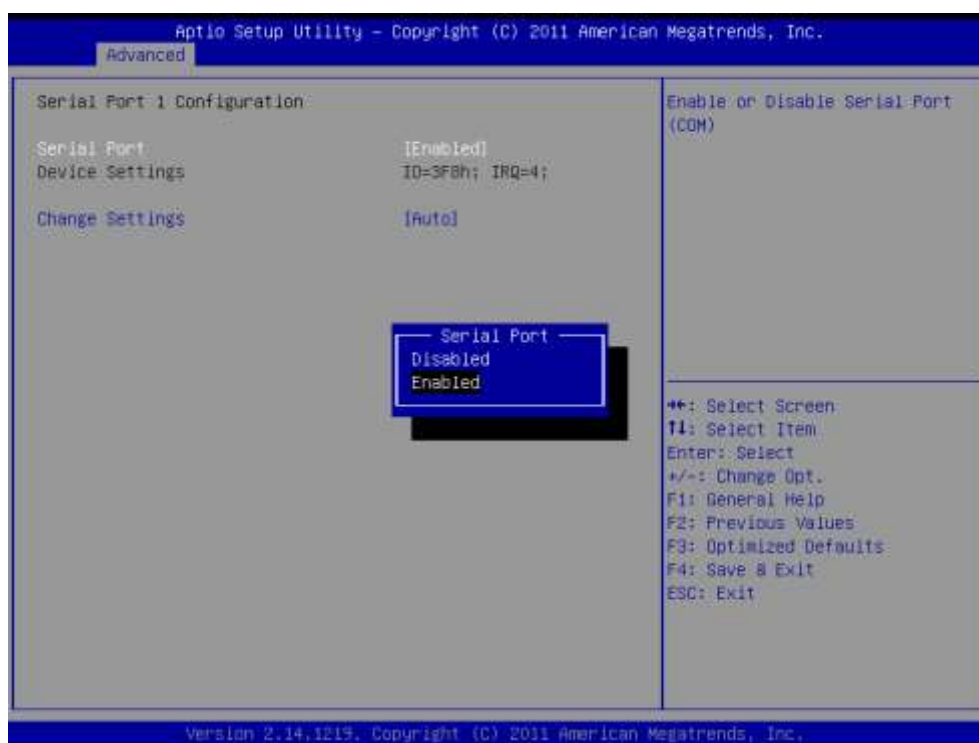 Aptio Setup Utility – Copyright (C) 2011 American Megatrends, Inc.
Advanced
Serial Port 1 Configuration
Serial Port [Enabled]
Device Settings IO=3F8h; IRQ=4;
Change Settings [Auto]
Enable or Disable Serial Port
(COM)
Serial Port
Disabled
Enabled
→←: Select Screen
↑↓: Select Item
Enter: Select
+/-: Change Opt.
F1: General Help
F2: Previous Values
F3: Optimized Defaults
F4: Save & Exit
ESC: Exit
Version 2.14.1219. Copyright (C) 2011 American Megatrends, Inc.